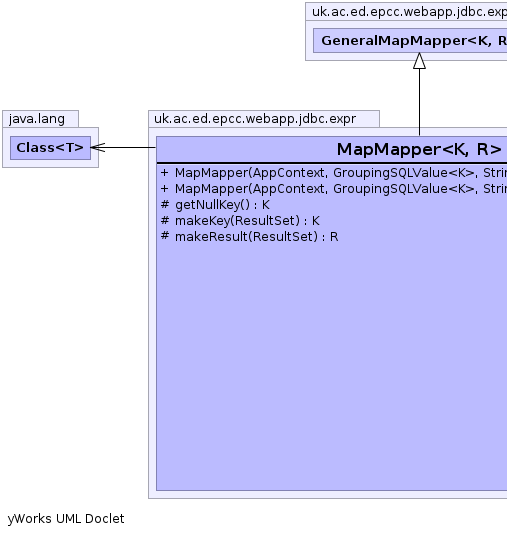 uk.ac.ed.epcc.webapp.jdbc.exp
GeneralMapMapper<K, R
java.lang
Class<T>
uk.ac.ed.epcc.webapp.jdbc.expr
MapMapper<K, R>
+ MapMapper(AppContext, GroupingSQLValue<K>, Strin
+ MapMapper(AppContext, GroupingSQLValue<K>, Strin
# getNullKey() : K
# makeKey(ResultSet) : K
# makeResult(ResultSet) : R
yWorks UML Doclet